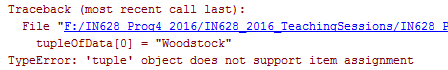 Traceback (most recent call last):
File "F:/IN628_Prog4_2016/IN628_2016_TeachingSessions/IN628_P
tupleOfData[0] = "Woodstock"
TypeError: 'tuple' object does not support item assignment